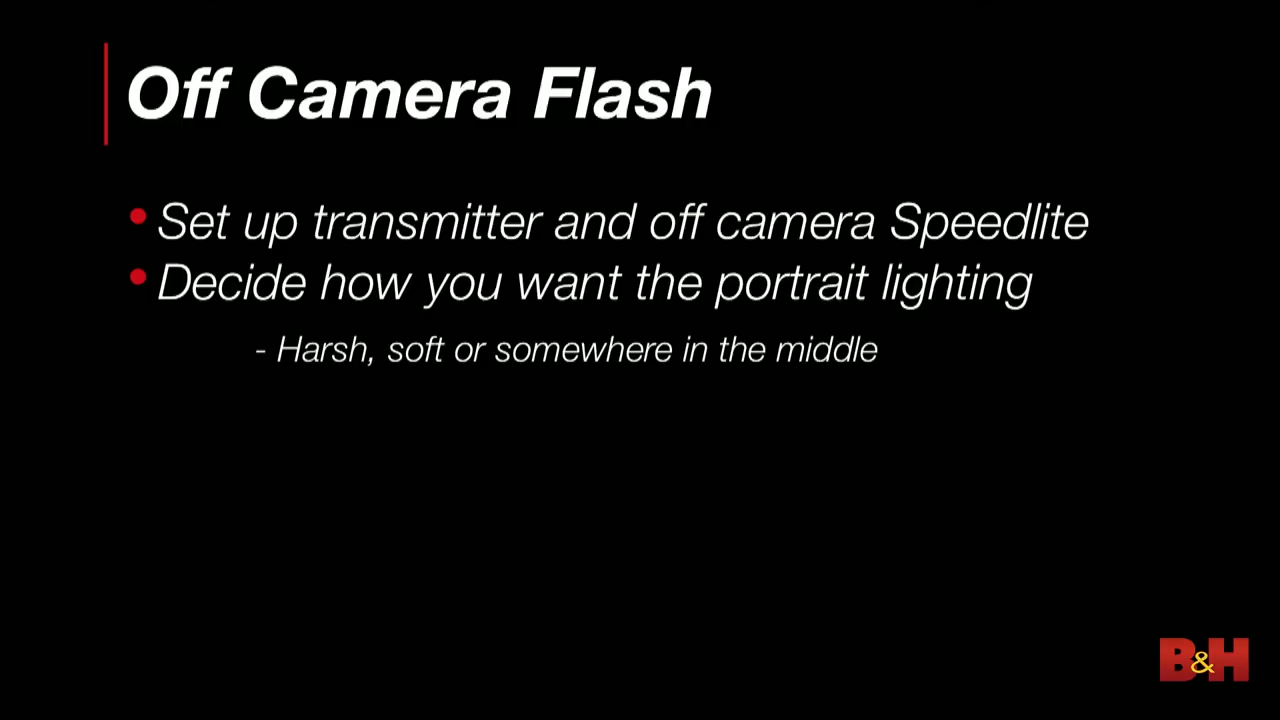 Off Camera Flash
• Set up transmitter and off camera Speedlite
• Decide how you want the portrait lighting
- Harsh, soft or somewhere in the middle
B&H